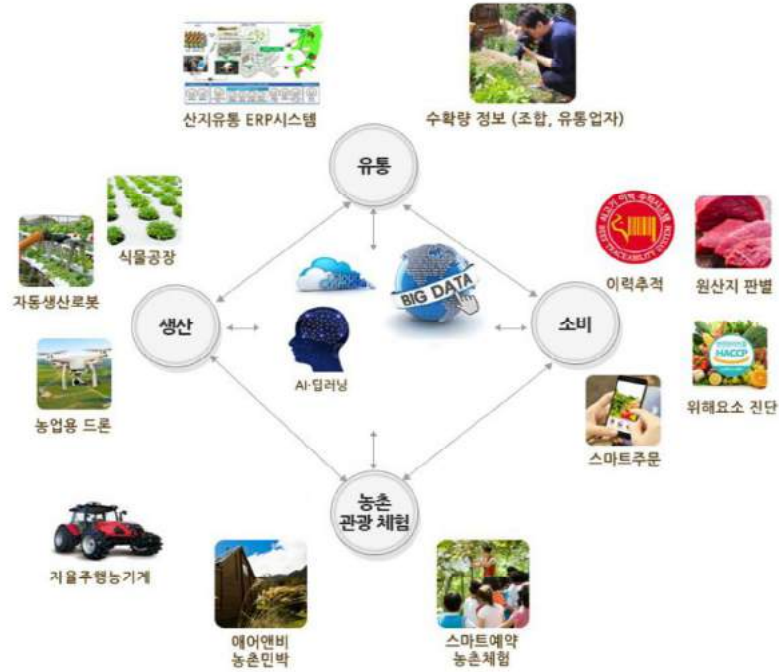 산지유통 ERP시스템
수확량 정보 (조합, 유통업자)
유통
식물공장
자동생산로봇
이력추적
원산지 판별
BIG DATA
생산
소비
AI·딥러닝
HACCP
농업용 드론
위해요소 진단
스마트주문
농촌
관광 체험
자율주행농기계
애어앤비
농촌민박
스마트예약
농촌체험